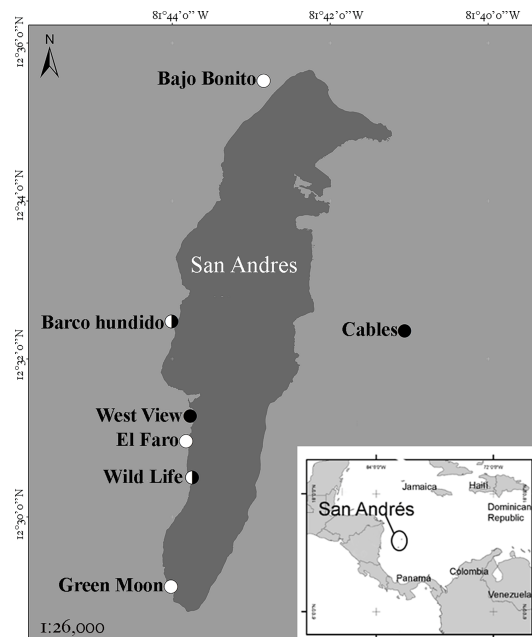 81°44'0'' W
81°42'0''W
81°40'0''W
N
12°36'0''N
Bajo Bonito
12°34'0''N
San Andres
Barco hundido
Cables
12°32'0''N
West View
El Faro
Wild Life
12°30'0''N
Green Moon
1:26,000
Jamaica
Haití
Dominican
Republic
San Andrés
Panamá
Colombia
Venezuela